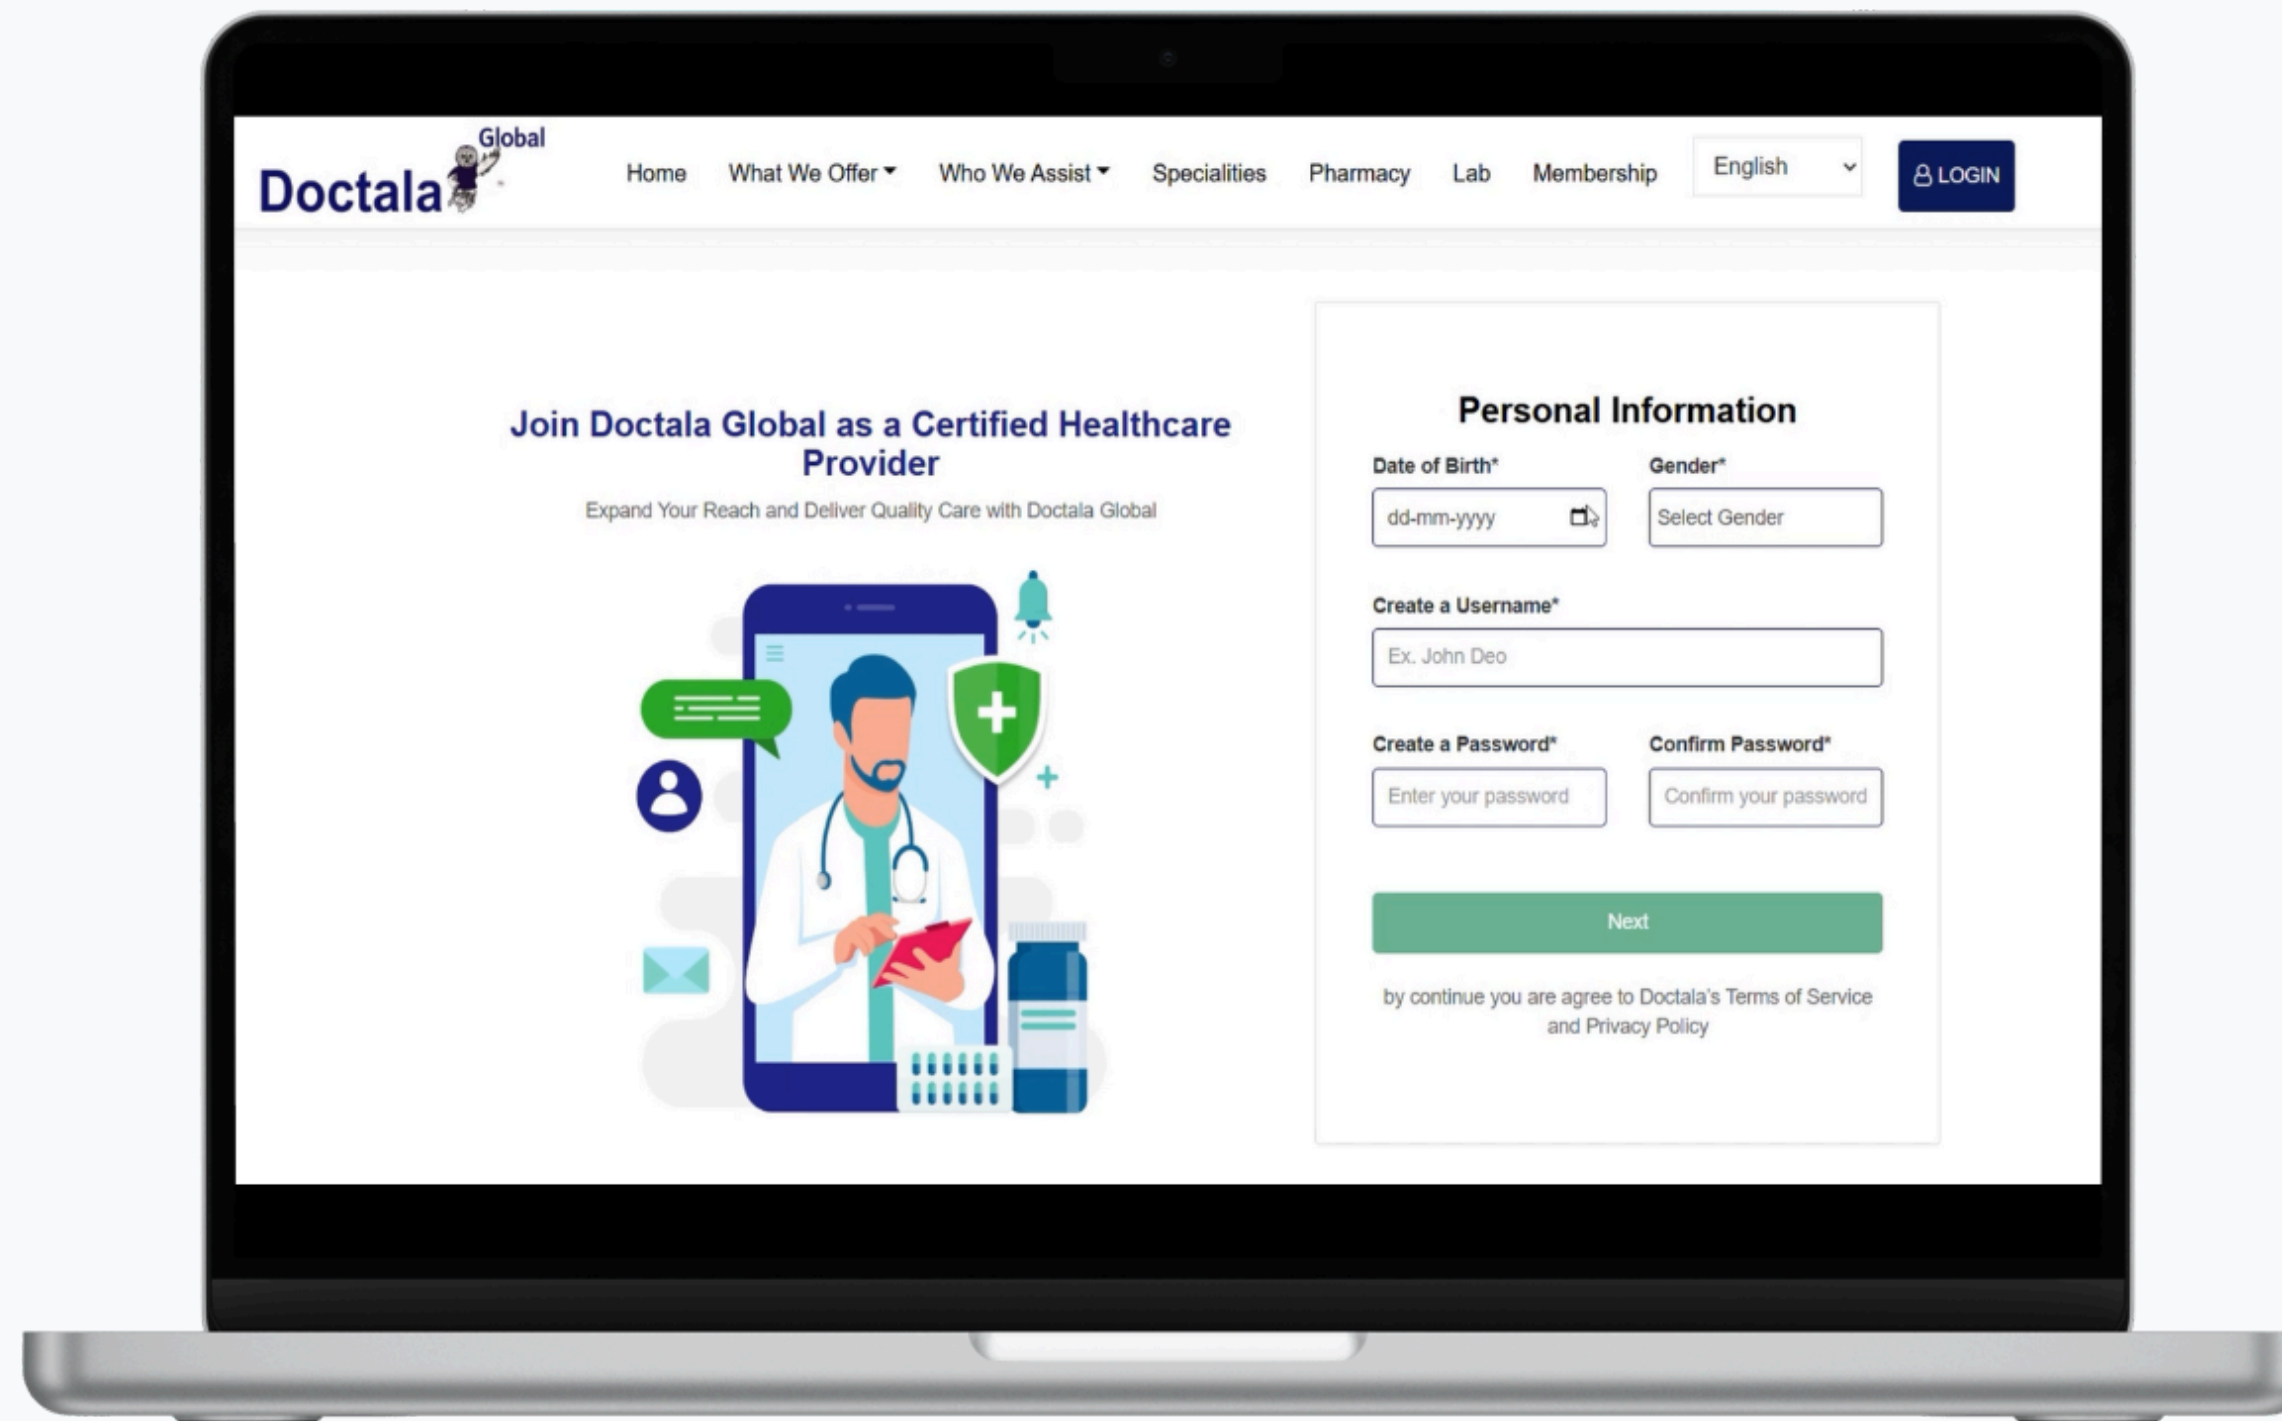 Global
Doctala
Home What We Offer Who We Assist Specialities Pharmacy Lab Membership English LOGIN
Join Doctala Global as a Certified Healthcare
Provider
Expand Your Reach and Deliver Quality Care with Doctala Global
Personal Information
Date of Birth* Gender*
dd-mm-yyyy Select Gender
Create a Username*
Ex. John Deo
Create a Password* Confirm Password*
Enter your password Confirm your password
Next
by continue you are agree to Doctala's Terms of Service
and Privacy Policy